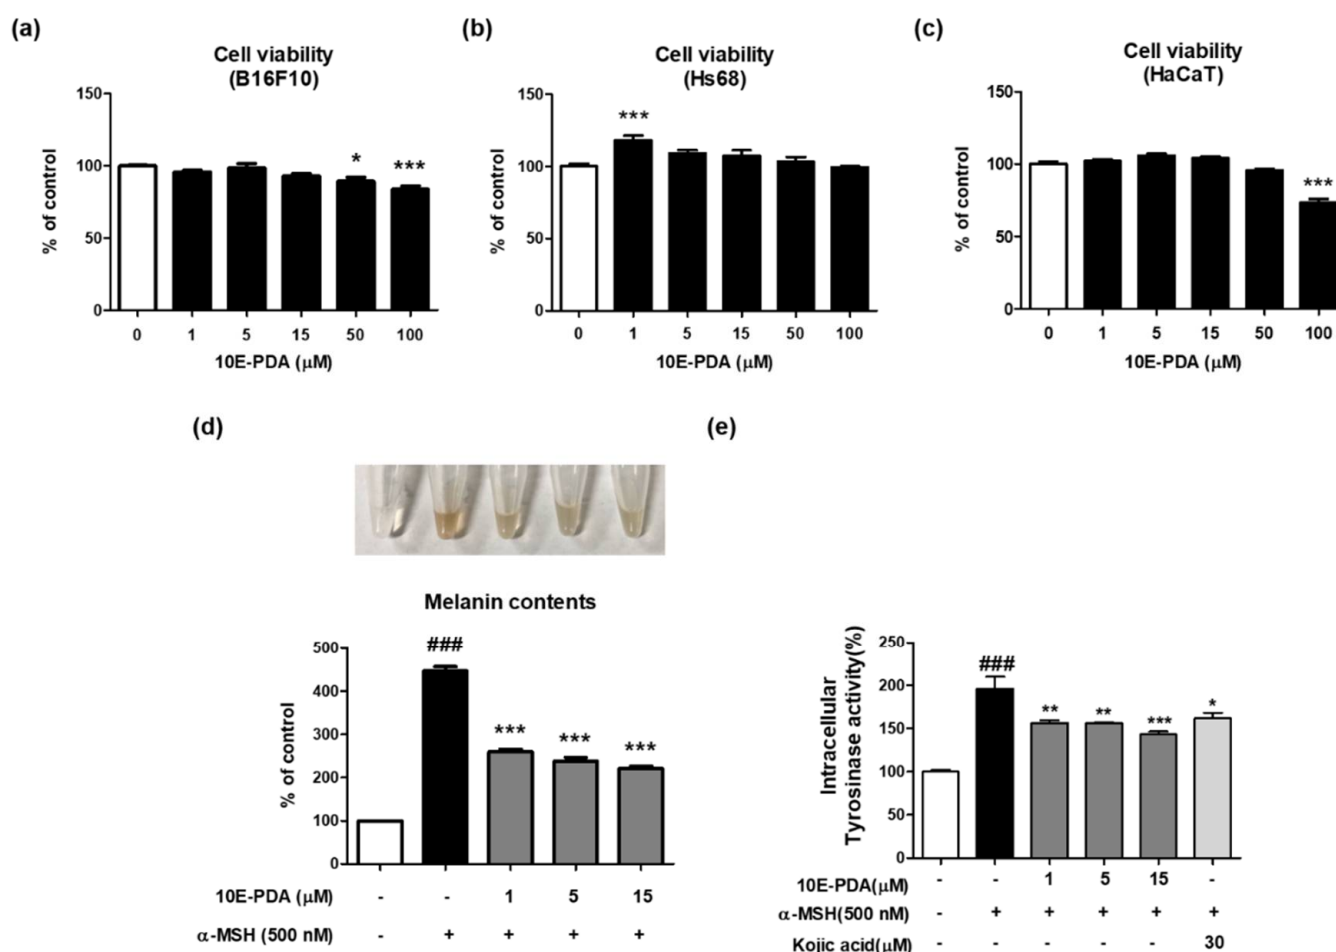 (a)
Cell viability
(B16F10)
% of control
150
100
50
0
*
***
0 1 5 15 50 100
10E-PDA (μM)
(b)
Cell viability
(Hs68)
% of control
150
100
50
0
***
0 1 5 15 50 100
10E-PDA (μM)
(c)
Cell viability
(HaCaT)
% of control
150
100
50
0
***
0 1 5 15 50 100
10E-PDA (μM)
(d)
Melanin contents
% of control
500
400
300
200
100
0
###
***
***
***
10E-PDA (μM) - - 1 5 15
α-MSH (500 nM) - + + + +
(e)
Intracellular
Tyrosinase activity(%)
250
200
150
100
50
0
###
**
**
***
*
10E-PDA(μM) - - 1 5 15 -
α-MSH(500 nM) - + + + + +
Kojic acid(μM) - - - - - 30